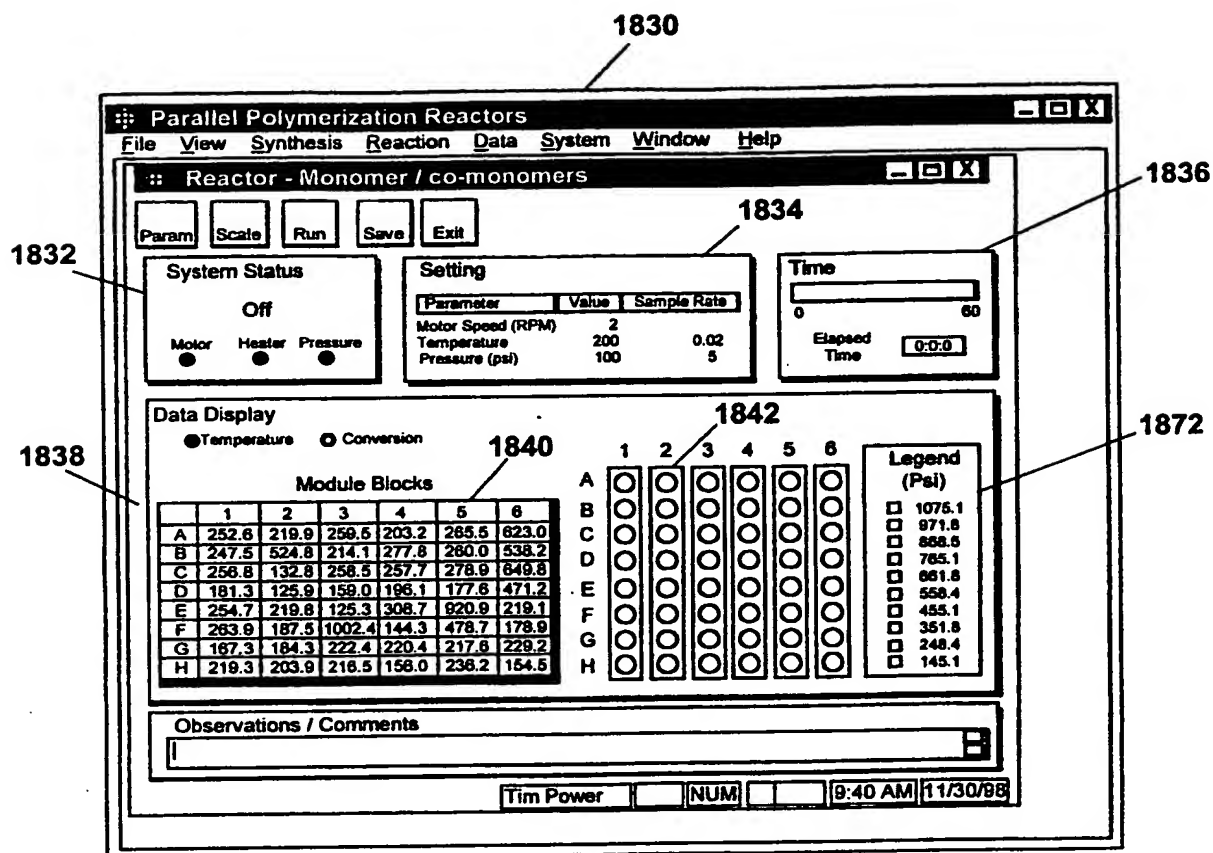 1830
Parallel Polymerization Reactors
File View Synthesis Reaction Data System Window Help
Reactor - Monomer / co-monomers
1836
Param Scale Run Save Exit
1834
1832
System Status
Off
Motor Heater Pressure
Setting
Parameter Value Sample Rate
Motor Speed (RPM) 2
Temperature 200 0.02
Pressure (psi) 100 5
Time
0 60
Elapsed Time 0:0:0
Data Display
Temperature Conversion
1838
1840
1842
1872
Module Blocks
1 2 3 4 5 6
A 252.6 219.9 259.5 203.2 265.5 623.0
B 247.5 524.8 214.1 277.8 260.0 538.2
C 256.8 132.8 258.5 257.7 278.9 649.8
D 181.3 125.9 159.0 196.1 177.6 471.2
E 254.7 219.8 125.3 308.7 920.9 219.1
F 263.9 187.5 1002.4 144.3 478.7 178.9
G 167.3 164.3 222.4 220.4 217.6 229.2
H 219.3 203.9 216.5 156.0 236.2 154.5
1 2 3 4 5 6
A
B
C
D
E
F
G
H
Legend
(Psi)
1075.1
971.8
868.5
765.1
661.8
558.4
455.1
351.8
248.4
145.1
Observations / Comments
Tim Power NUM 9:40 AM 11/30/98